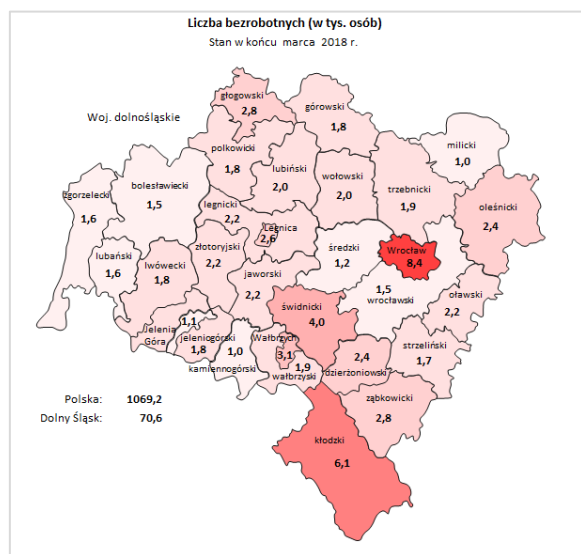 Liczba bezrobotnych (w tys. osób)
Stan w końcu marca 2018 r.
Woj. dolnośląskie
głogowski
2,8
górowski
1,8
milicki
1,0
polkowicki
1,8
lubiński
2,0
wołowski
2,0
trzebnicki
1,9
oleśnicki
2,4
zgorzelecki
1,6
bolesławiecki
1,5
legnicki
2,2
Legnica
2,6
złotoryjski
2,2
średzki
1,2
Wrocław
8,4
lubański
1,6
lwówecki
1,8
jaworski
2,2
1,5
wrocławski
oławski
2,2
świdnicki
4,0
1,1
Jelenia
Góra
jeleniogórski
1,8
1,0
kamiennogórski
Wałbrzych
3,1
1,9
wałbrzyski
2,4
dzierżoniowski
strzeliński
1,7
ząbkowicki
2,8
kłodzki
6,1
Polska: 1069,2
Dolny Śląsk: 70,6